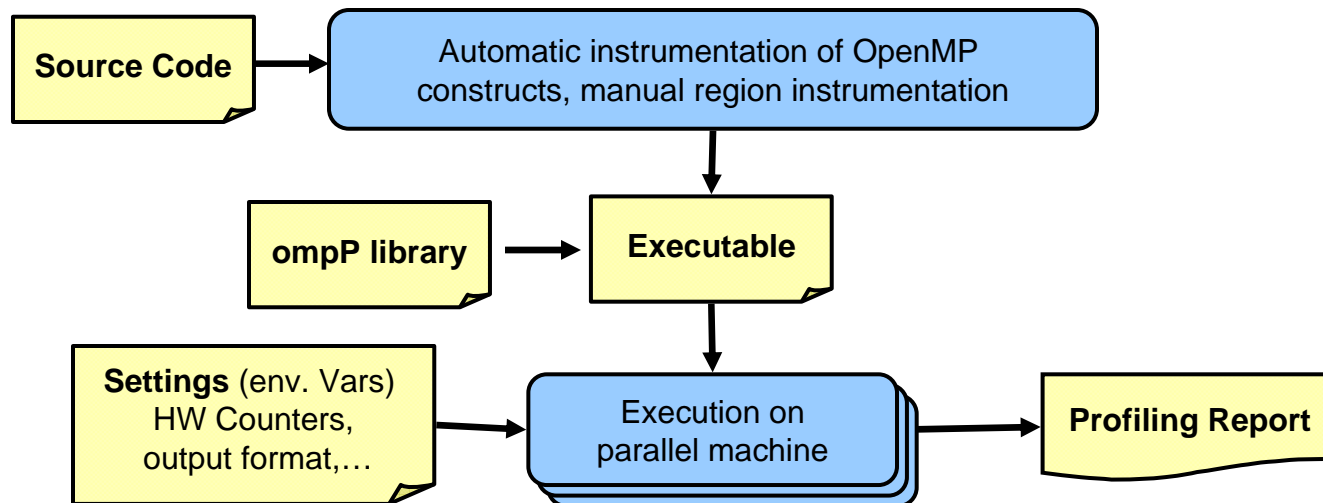 Source Code
Automatic instrumentation of OpenMP
constructs, manual region instrumentation
ompP library
Executable
Settings (env. Vars)
HW Counters,
output format,…
Execution on
parallel machine
Profiling Report